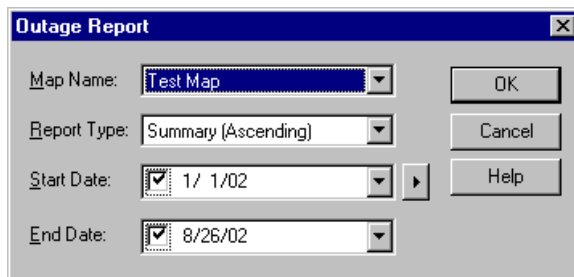 Outage Report
Map Name: Test Map OK
Report Type: Summary (Ascending) Cancel
Start Date: 1/ 1/02 Help
End Date: 8/26/02